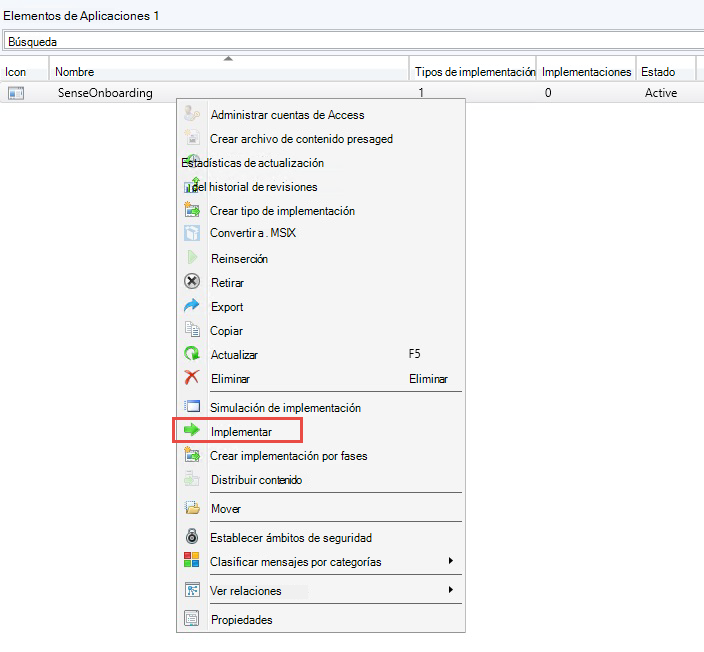 Elementos de Aplicaciones 1
Búsqueda
Icon Nombre Tipos de implementación Implementaciones Estado
SenseOnboarding 1 0 Active
Administrar cuentas de Access
Crear archivo de contenido presaged
Estadísticas de actualización
del historial de revisiones
Crear tipo de implementación
Convertir a . MSIX
Reinserción
Retirar
Export
Copiar
Actualizar F5
Eliminar Eliminar
Simulación de implementación
Implementar
Crear implementación por fases
Distribuir contenido
Mover
Establecer ámbitos de seguridad
Clasificar mensajes por categorías
Ver relaciones
Propiedades